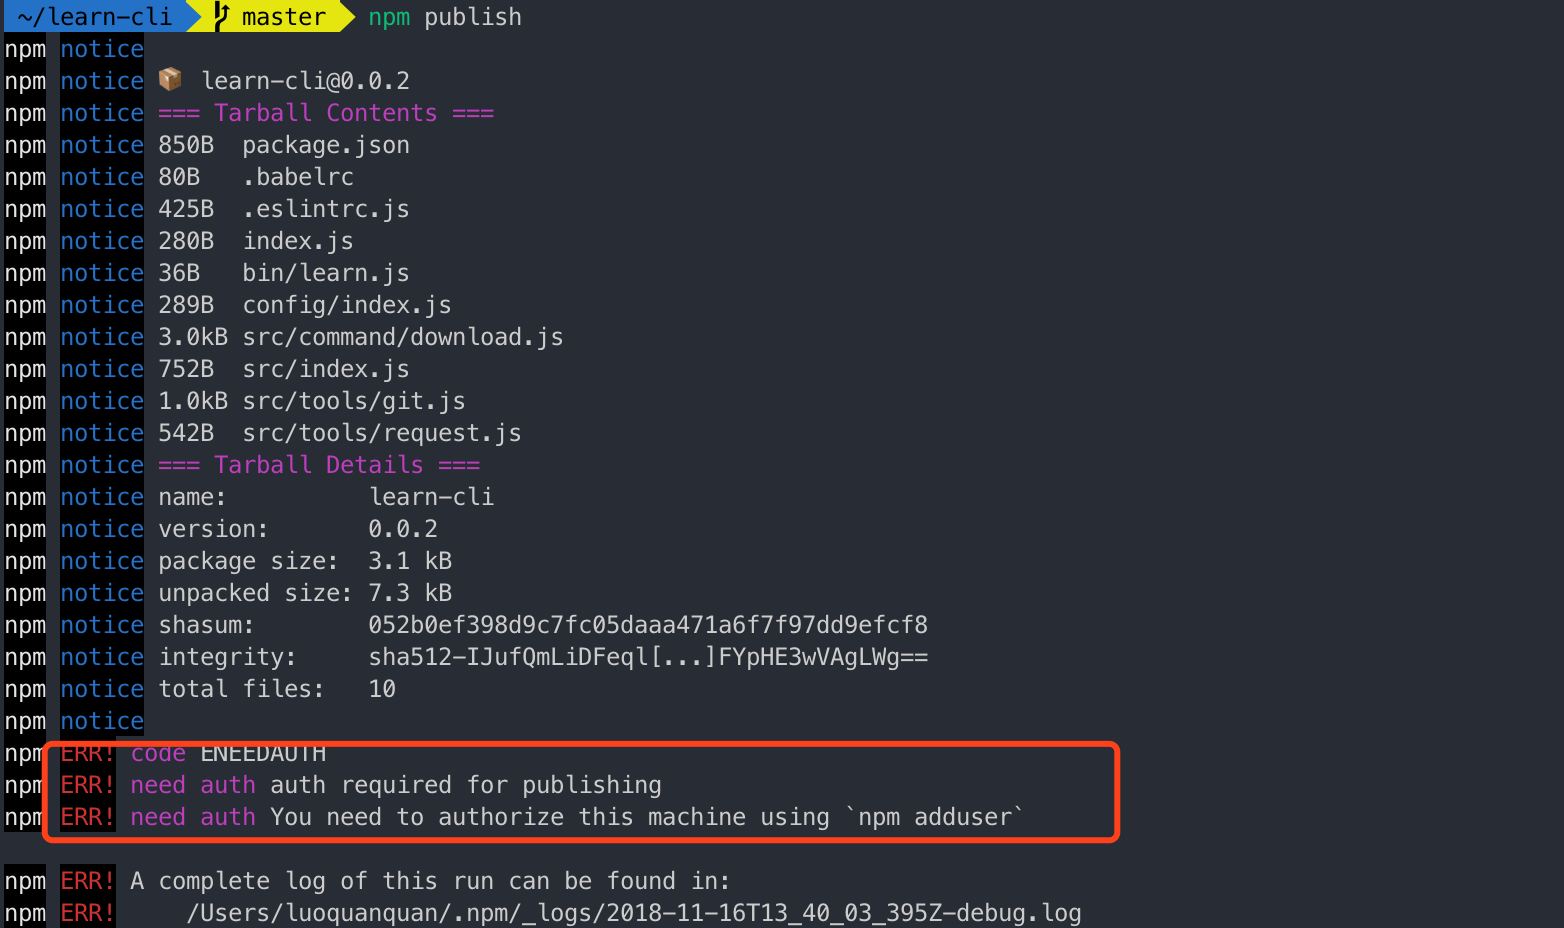 ~/learn-cli master npm publish
npm notice
npm notice 📦 learn-cli@0.0.2
npm notice === Tarball Contents ===
npm notice 850B package.json
npm notice 80B .babelrc
npm notice 425B .eslintrc.js
npm notice 280B index.js
npm notice 36B bin/learn.js
npm notice 289B config/index.js
npm notice 3.0kB src/command/download.js
npm notice 752B src/index.js
npm notice 1.0kB src/tools/git.js
npm notice 542B src/tools/request.js
npm notice === Tarball Details ===
npm notice name: learn-cli
npm notice version: 0.0.2
npm notice package size: 3.1 kB
npm notice unpacked size: 7.3 kB
npm notice shasum: 052b0ef398d9c7fc05daaa471a6f7f97dd9efcf8
npm notice integrity: sha512-IJufQmLiDFeql[...]FYpHE3wVAgLWg==
npm notice total files: 10
npm notice
npm ERR! code ENEEDAUTH
npm ERR! need auth auth required for publishing
npm ERR! need auth You need to authorize this machine using `npm adduser`
npm ERR! A complete log of this run can be found in:
npm ERR! /Users/luoquanquan/.npm/_logs/2018-11-16T13_40_03_395Z-debug.log